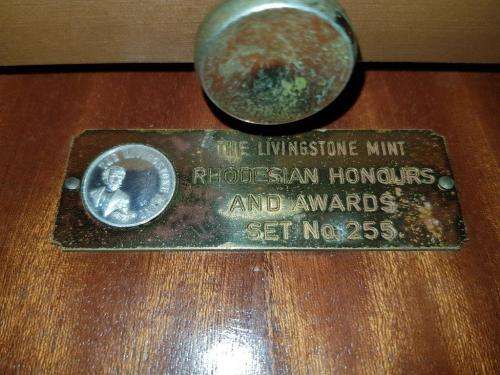 THE LIVINGSTONE MINT
RHODESIAN HONOURS
AND AWARDS
SET No. 255.